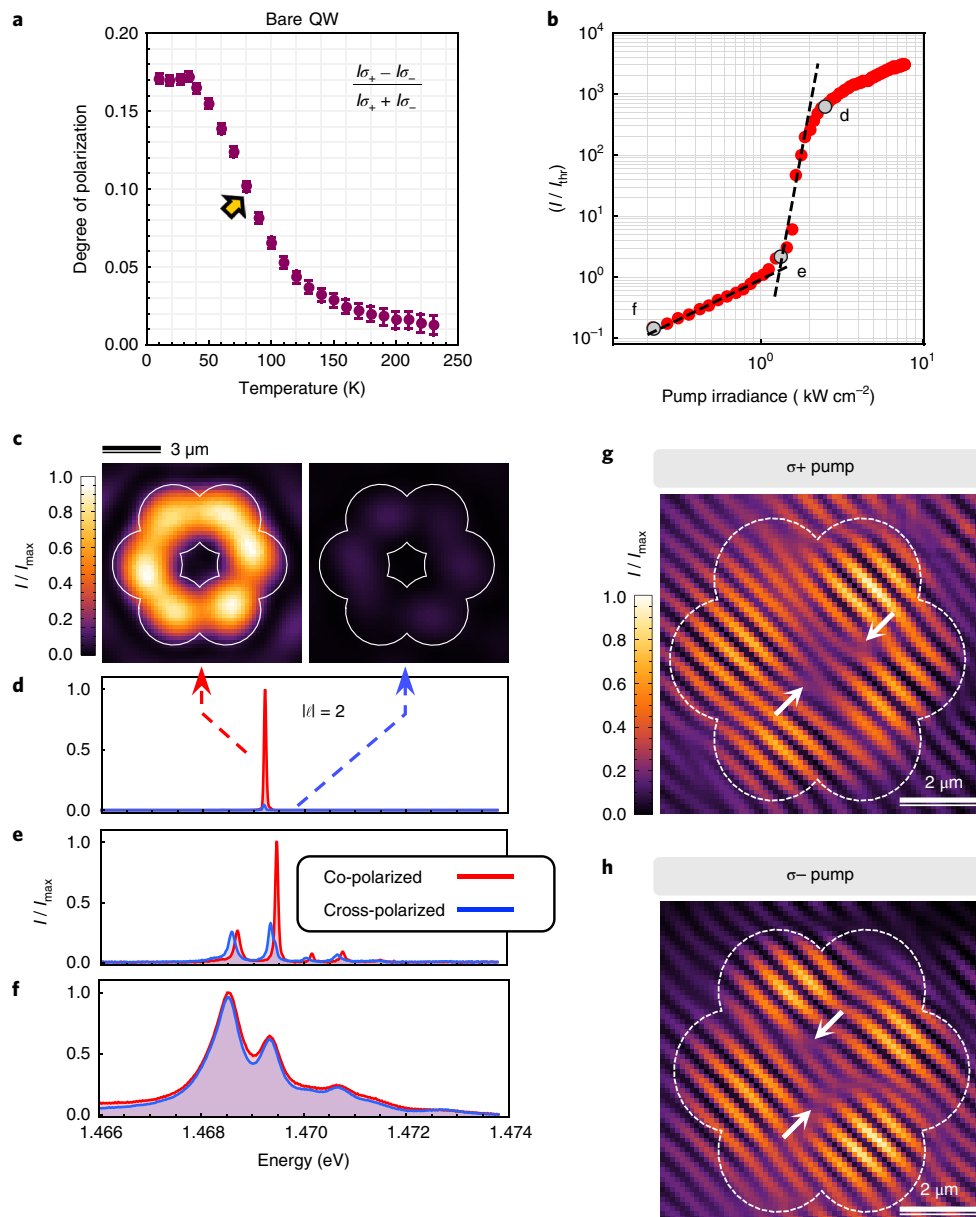 a
Bare QW
0.20
0.15
0.10
0.05
0.00
Iσ+ − Iσ−
Iσ+ + Iσ−
Degree of polarization
0 50 100 150 200 250
Temperature (K)
b
10⁴
10³
10²
10¹
10⁰
10⁻¹
(I / Ithr)
d
e
f
10⁰ 10¹
Pump irradiance ( kW cm⁻²)
c
3 μm
1.0
0.8
0.6
0.4
0.2
0.0
I / Imax
d
1.0
0.5
0.0
|ℓ| = 2
e
1.0
0.5
0.0
I / Imax
Co-polarized
Cross-polarized
f
1.0
0.5
0.0
1.466 1.468 1.470 1.472 1.474
Energy (eV)
g
σ+ pump
I / Imax
1.0
0.8
0.6
0.4
0.2
0.0
2 μm
h
σ− pump
2 μm